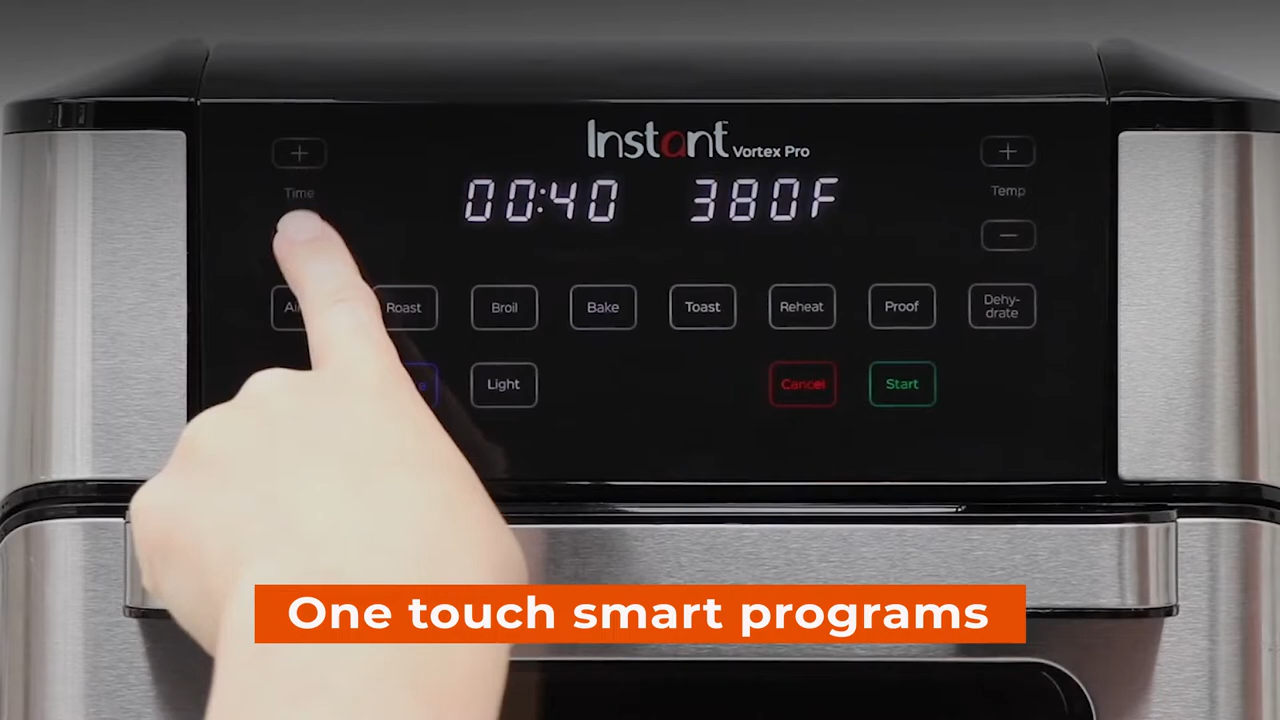 Instant Vortex Pro
+
+
Time
Temp
00:40 380F
−
Roast
Broil
Bake
Toast
Reheat
Proof
Dehy-
drate
Light
Cancel
Start
One touch smart programs